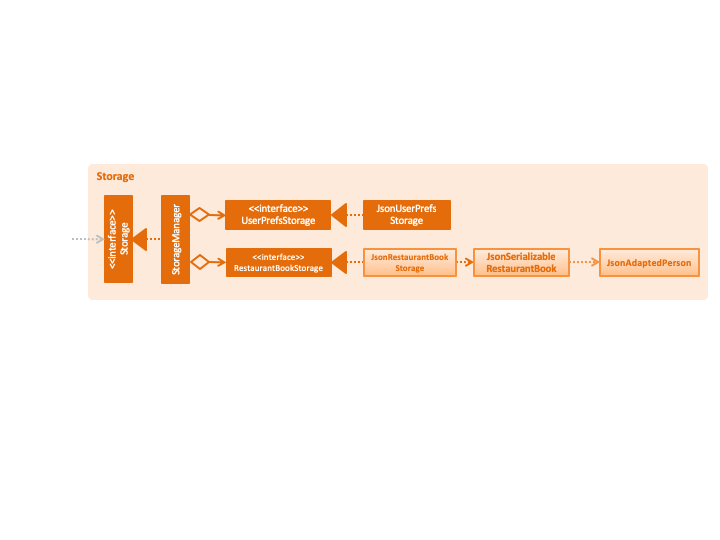 Storage
<<interface>>
Storage
StorageManager
<<interface>>
UserPrefsStorage
JsonUserPrefs
Storage
<<interface>>
RestaurantBookStorage
JsonRestaurantBook
Storage
JsonSerializable
RestaurantBook
JsonAdaptedPerson